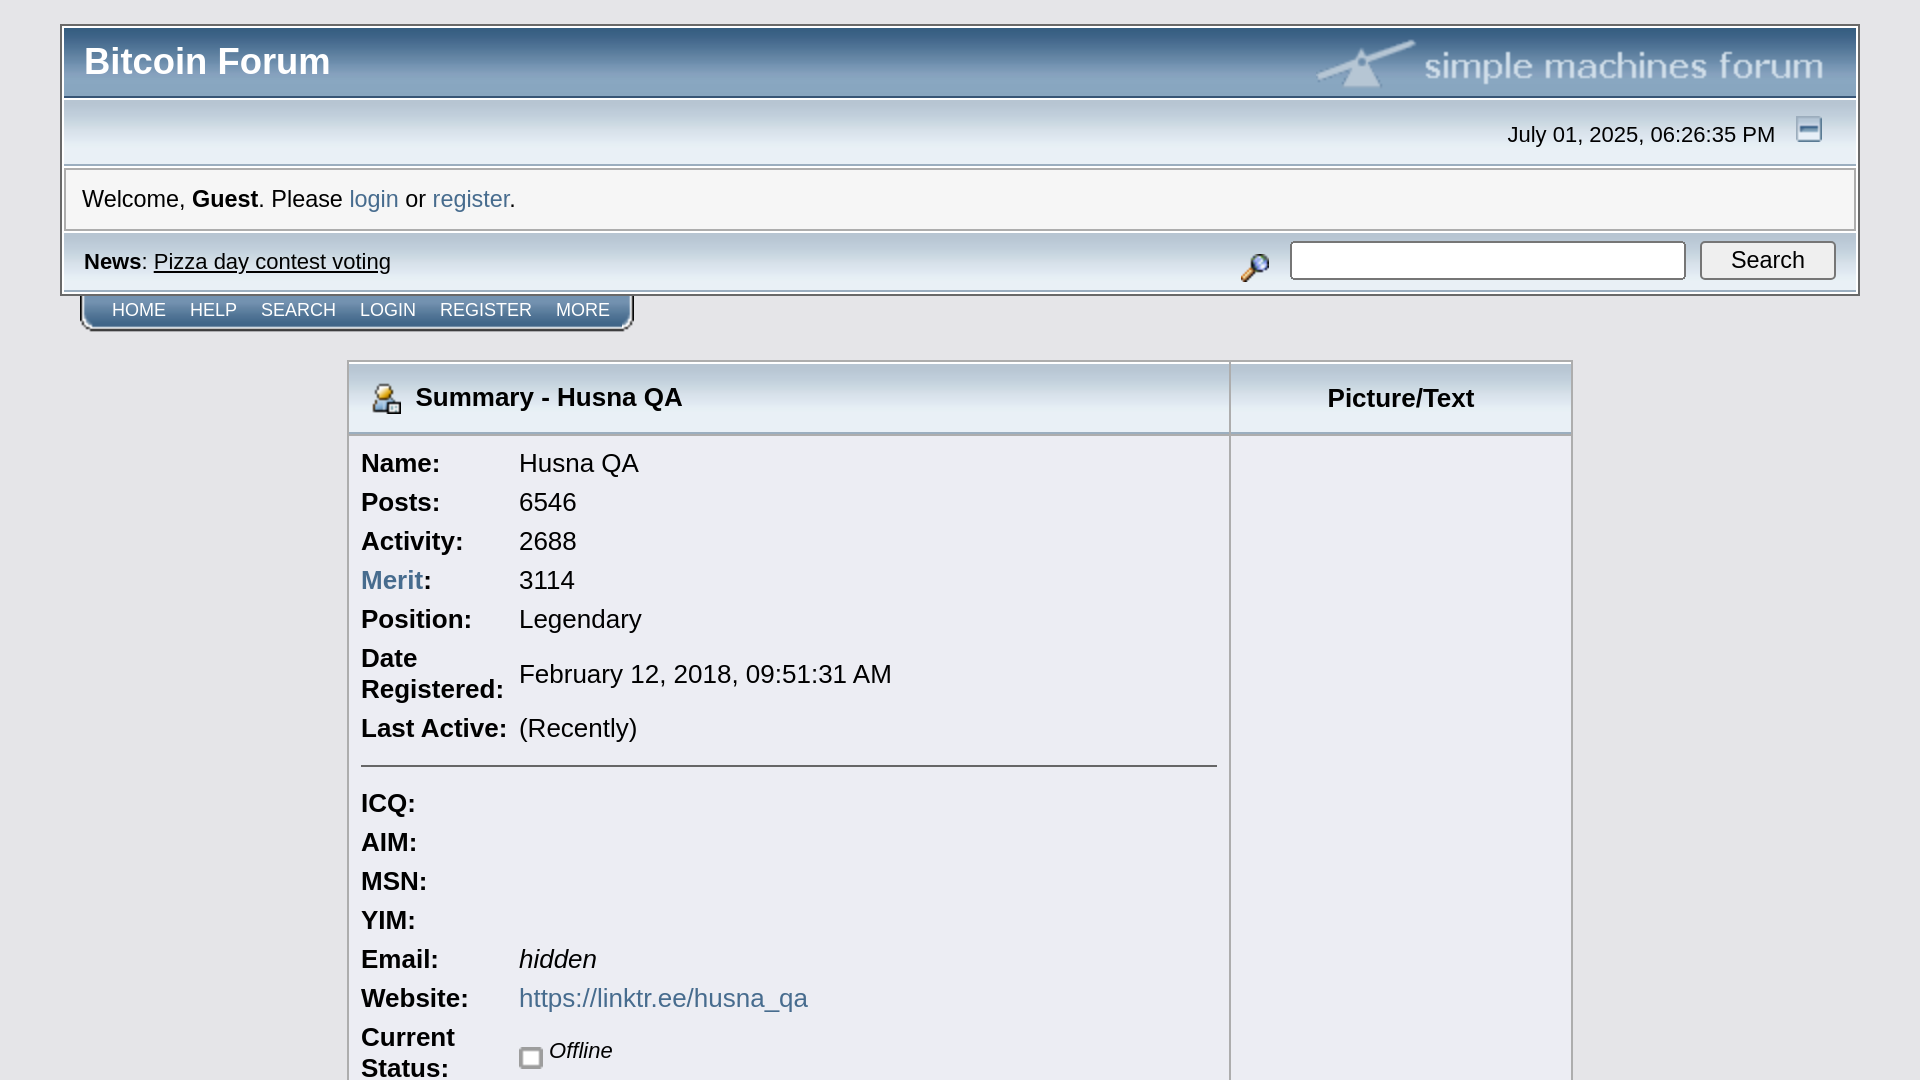 Bitcoin Forum
simple machines forum
July 01, 2025, 06:26:35 PM
Welcome, Guest. Please login or register.
News: Pizza day contest voting
Search
HOME HELP SEARCH LOGIN REGISTER MORE
Summary - Husna QA
Picture/Text
Name: Husna QA
Posts: 6546
Activity: 2688
Merit: 3114
Position: Legendary
Date
Registered: February 12, 2018, 09:51:31 AM
Last Active: (Recently)
ICQ:
AIM:
MSN:
YIM:
Email: hidden
Website: https://linktr.ee/husna_qa
Current
Status: Offline